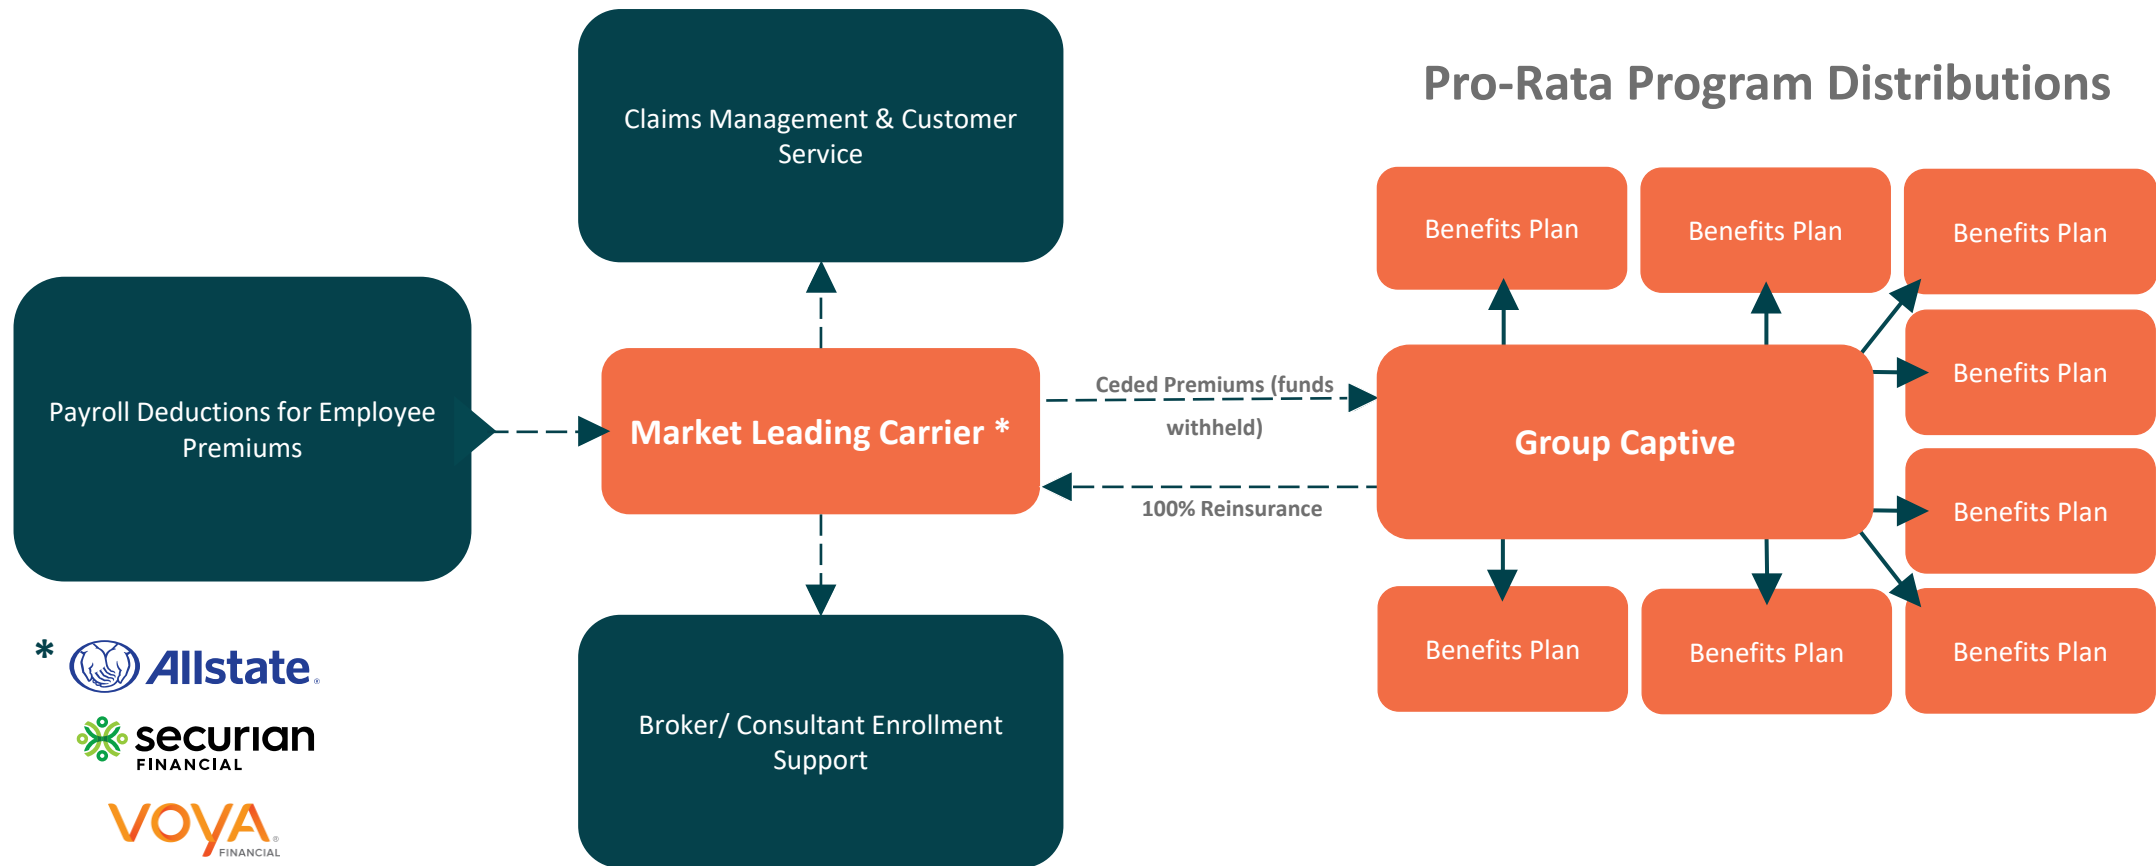 Pro-Rata Program Distributions
Claims Management & Customer
Service
Payroll Deductions for Employee
Premiums
Market Leading Carrier *
Broker/ Consultant Enrollment
Support
Ceded Premiums (funds
withheld)
100% Reinsurance
Group Captive
Benefits Plan
Benefits Plan
Benefits Plan
Benefits Plan
Benefits Plan
Benefits Plan
Benefits Plan
Benefits Plan
*
Allstate®
securian
FINANCIAL
VOYA®
FINANCIAL